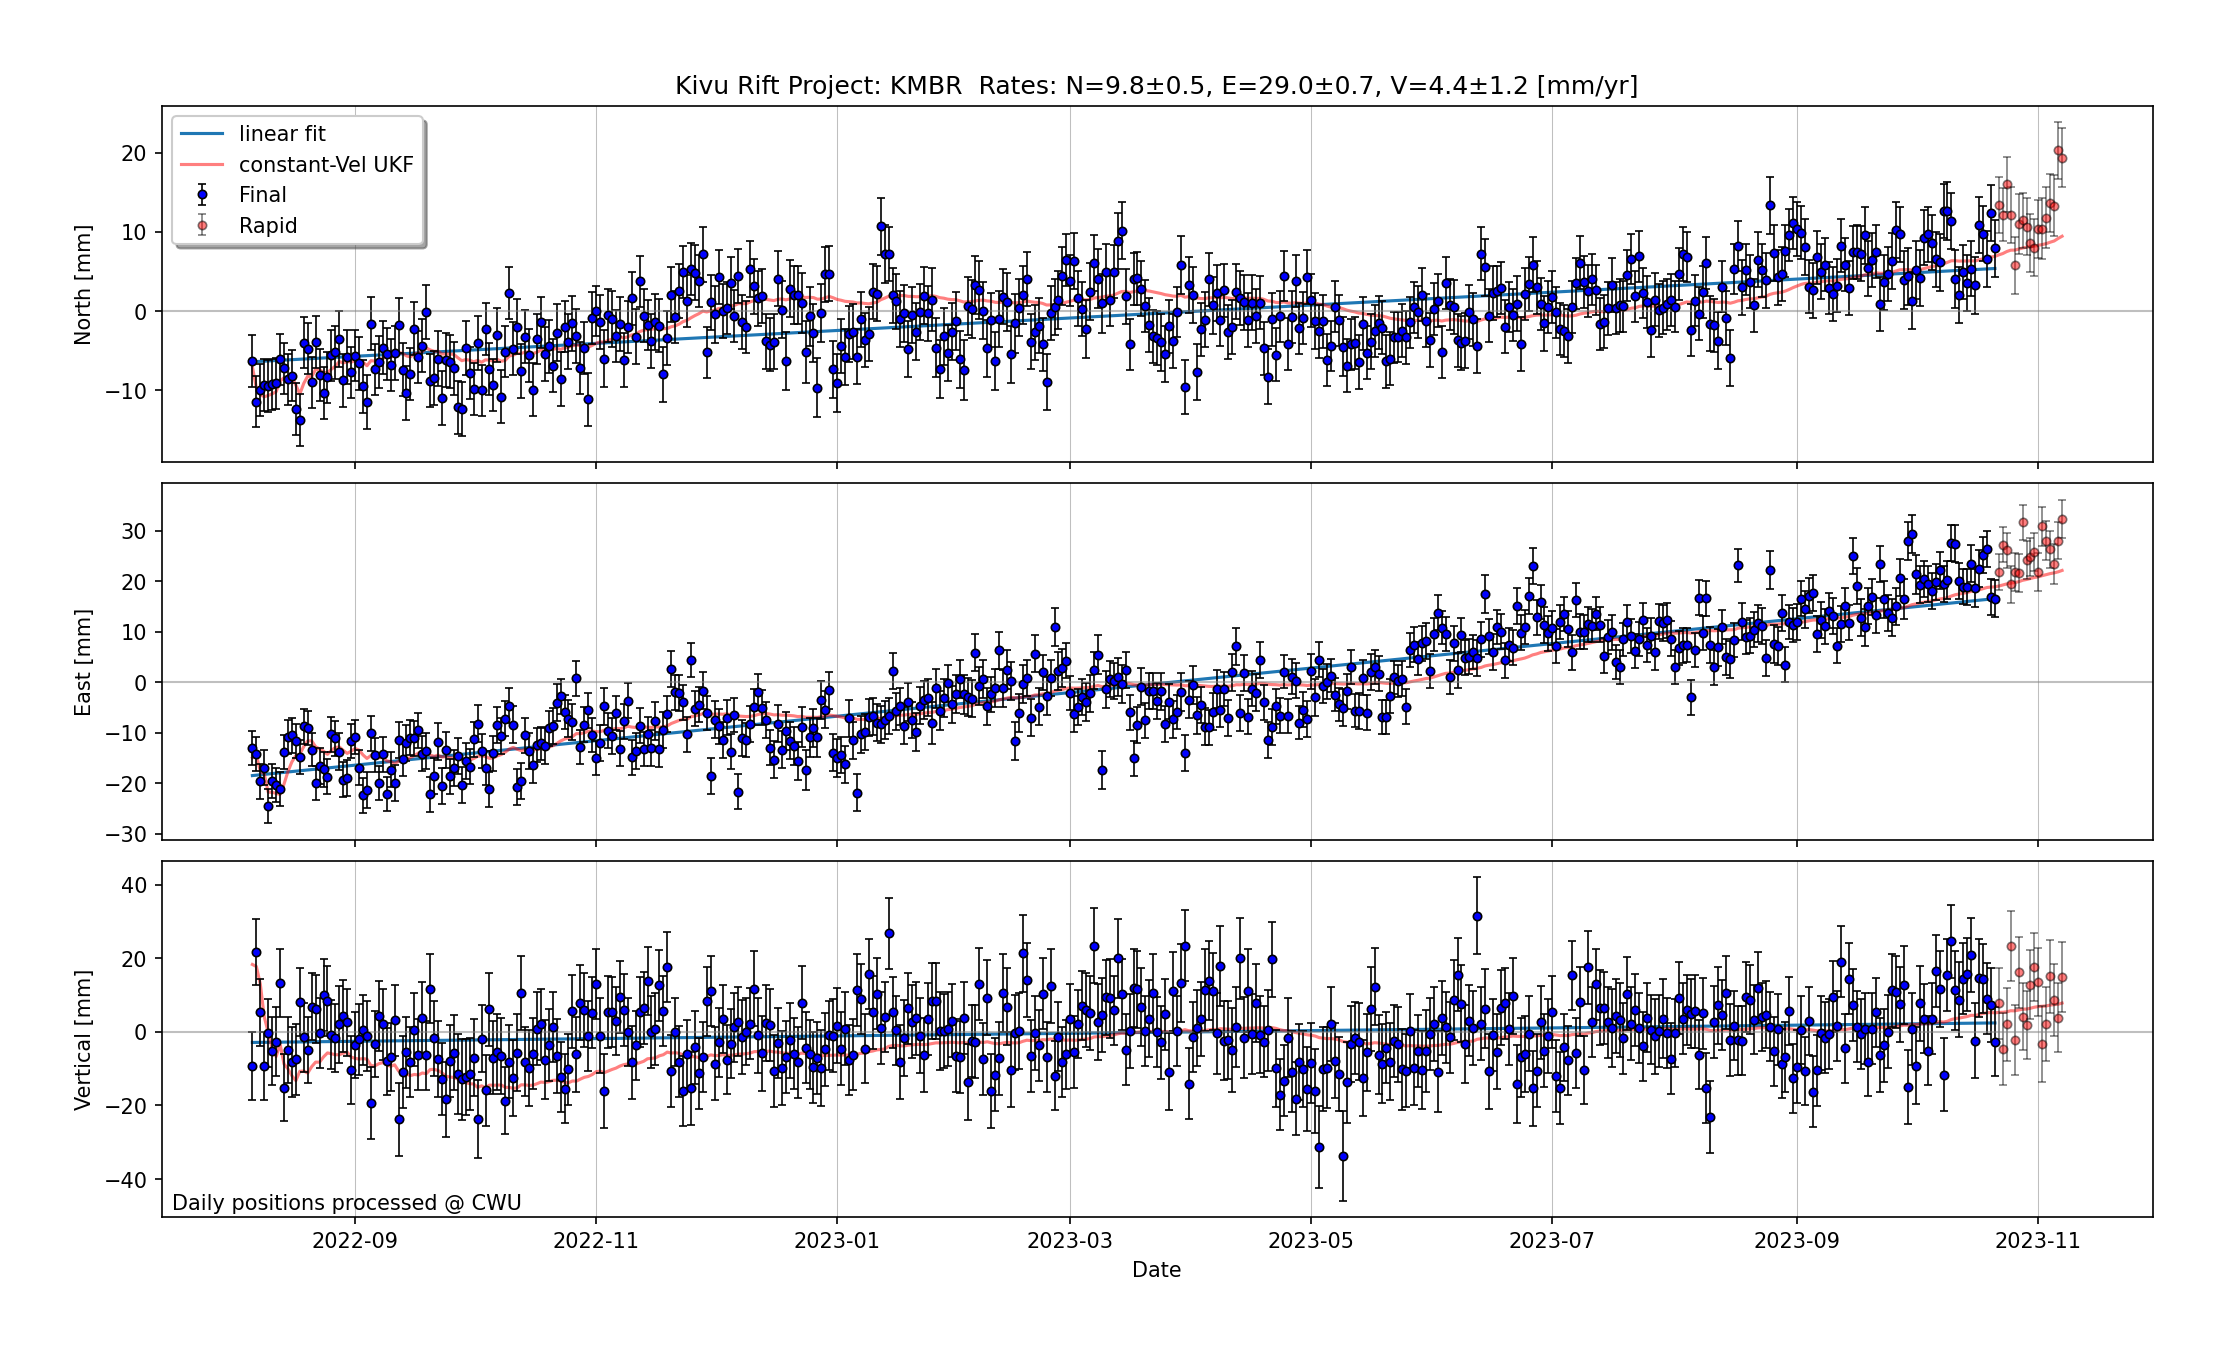 Kivu Rift Project: KMBR  Rates: N=9.8±0.5, E=29.0±0.7, V=4.4±1.2 [mm/yr]
linear fit
constant-Vel UKF
Final
Rapid
North [mm]
20
10
0
−10
East [mm]
30
20
10
0
−10
−20
−30
Vertical [mm]
40
20
0
−20
−40
Daily positions processed @ CWU
2022-09 2022-11 2023-01 2023-03 2023-05 2023-07 2023-09 2023-11
Date